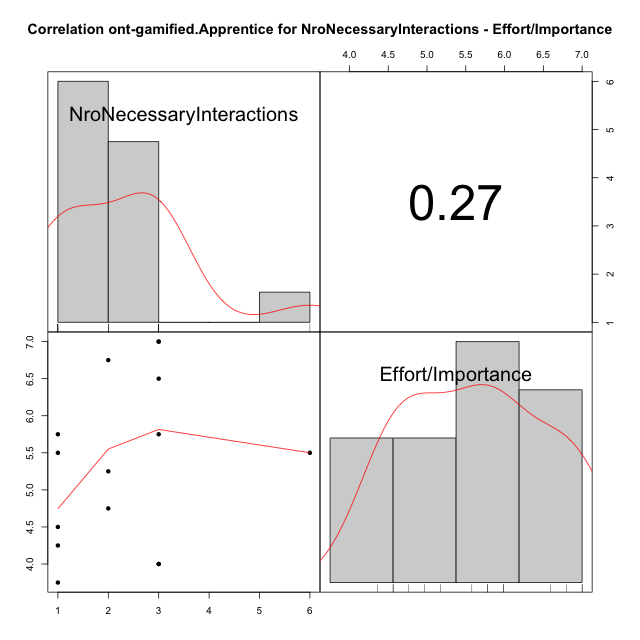 Correlation ont-gamified.Apprentice for NroNecessaryInteractions - Effort/Importance
4.0 4.5 5.0 5.5 6.0 6.5 7.0
NroNecessaryInteractions
0.27
6
5
4
3
2
1
7.0
6.5
6.0
5.5
5.0
4.5
4.0
Effort/Importance
1 2 3 4 5 6